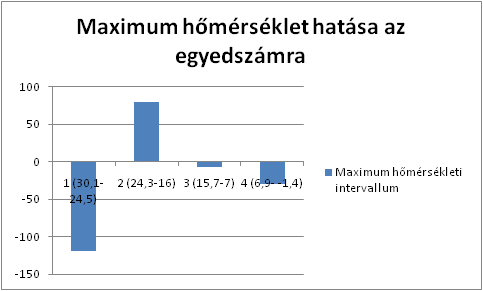 Maximum hőmérséklet hatása az
egyedszámra
100
50
0
-50
-100
-150
1 (30,1-
24,5)
2 (24,3-16)
3 (15,7-7)
4 (6,9- -1,4)
Maximum hőmérsékleti
intervallum